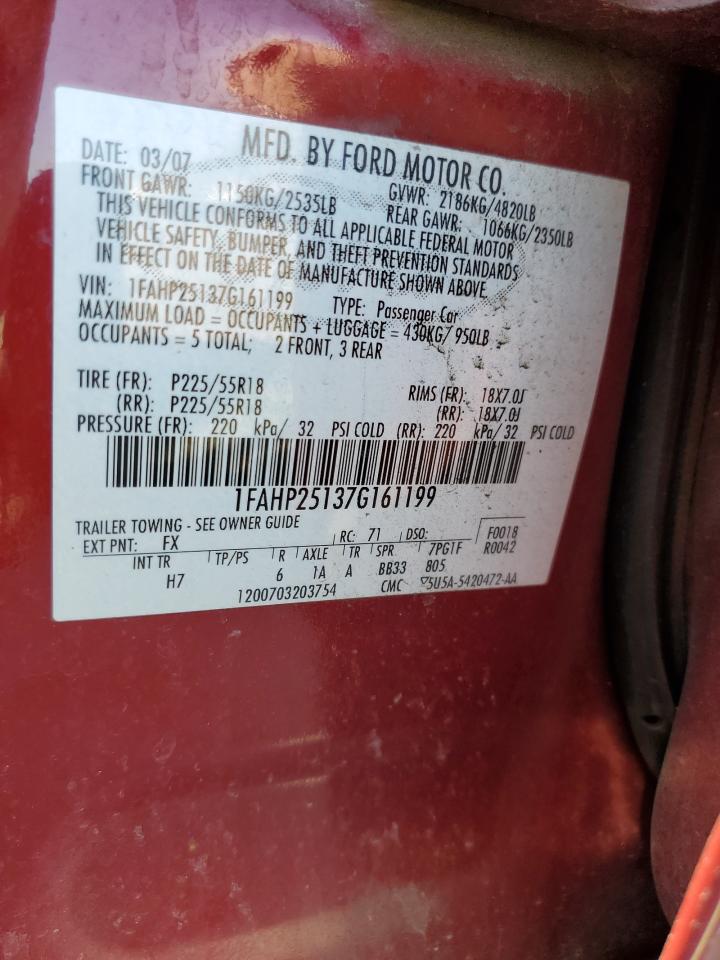 MFD. BY FORD MOTOR CO.
DATE: 03/07 GVWR: 2186KG/4820LB
FRONT GAWR: 1150KG/2535LB REAR GAWR: 1066KG/2350LB
THIS VEHICLE CONFORMS TO ALL APPLICABLE FEDERAL MOTOR
VEHICLE SAFETY, BUMPER, AND THEFT PREVENTION STANDARDS
IN EFFECT ON THE DATE OF MANUFACTURE SHOWN ABOVE
VIN: 1FAHP25137G161199 TYPE: Passenger Car
MAXIMUM LOAD = OCCUPANTS + LUGGAGE = 430KG/ 950LB
OCCUPANTS = 5 TOTAL; 2 FRONT, 3 REAR
TIRE (FR): P225/55R18 RIMS (FR): 18X7.0J
(RR): P225/55R18 (RR): 18X7.0J
PRESSURE (FR): 220 kPa/ 32 PSI COLD (RR): 220 kPa/ 32 PSI COLD
1FAHP25137G161199
TRAILER TOWING - SEE OWNER GUIDE
EXT PNT: FX RC: 71 DSO: F0018
INT TR TP/PS R AXLE TR SPR 7PG1F R0042
H7 6 1A A BB33 805
1200703203754 CMC 5U5A-5420472-AA